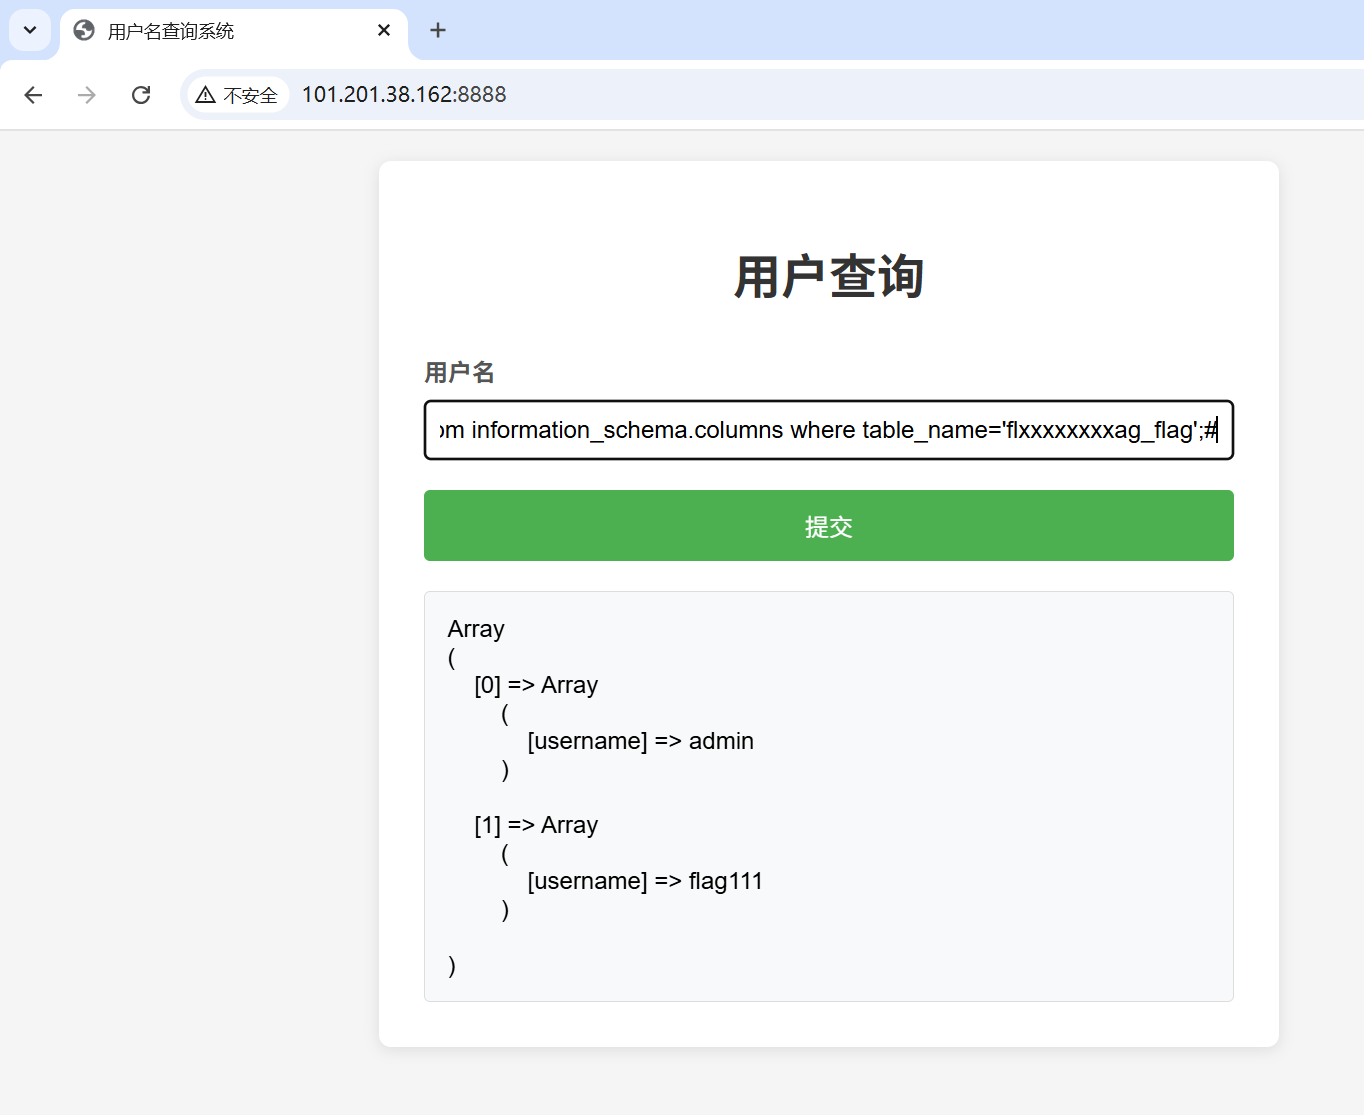 用户名查询系统
不安全 101.201.38.162:8888
用户查询
用户名
information_schema.columns where table_name='flxxxxxxxxag_flag';#
提交
Array
(
[0] => Array
(
[username] => admin
)
[1] => Array
(
[username] => flag111
)
)